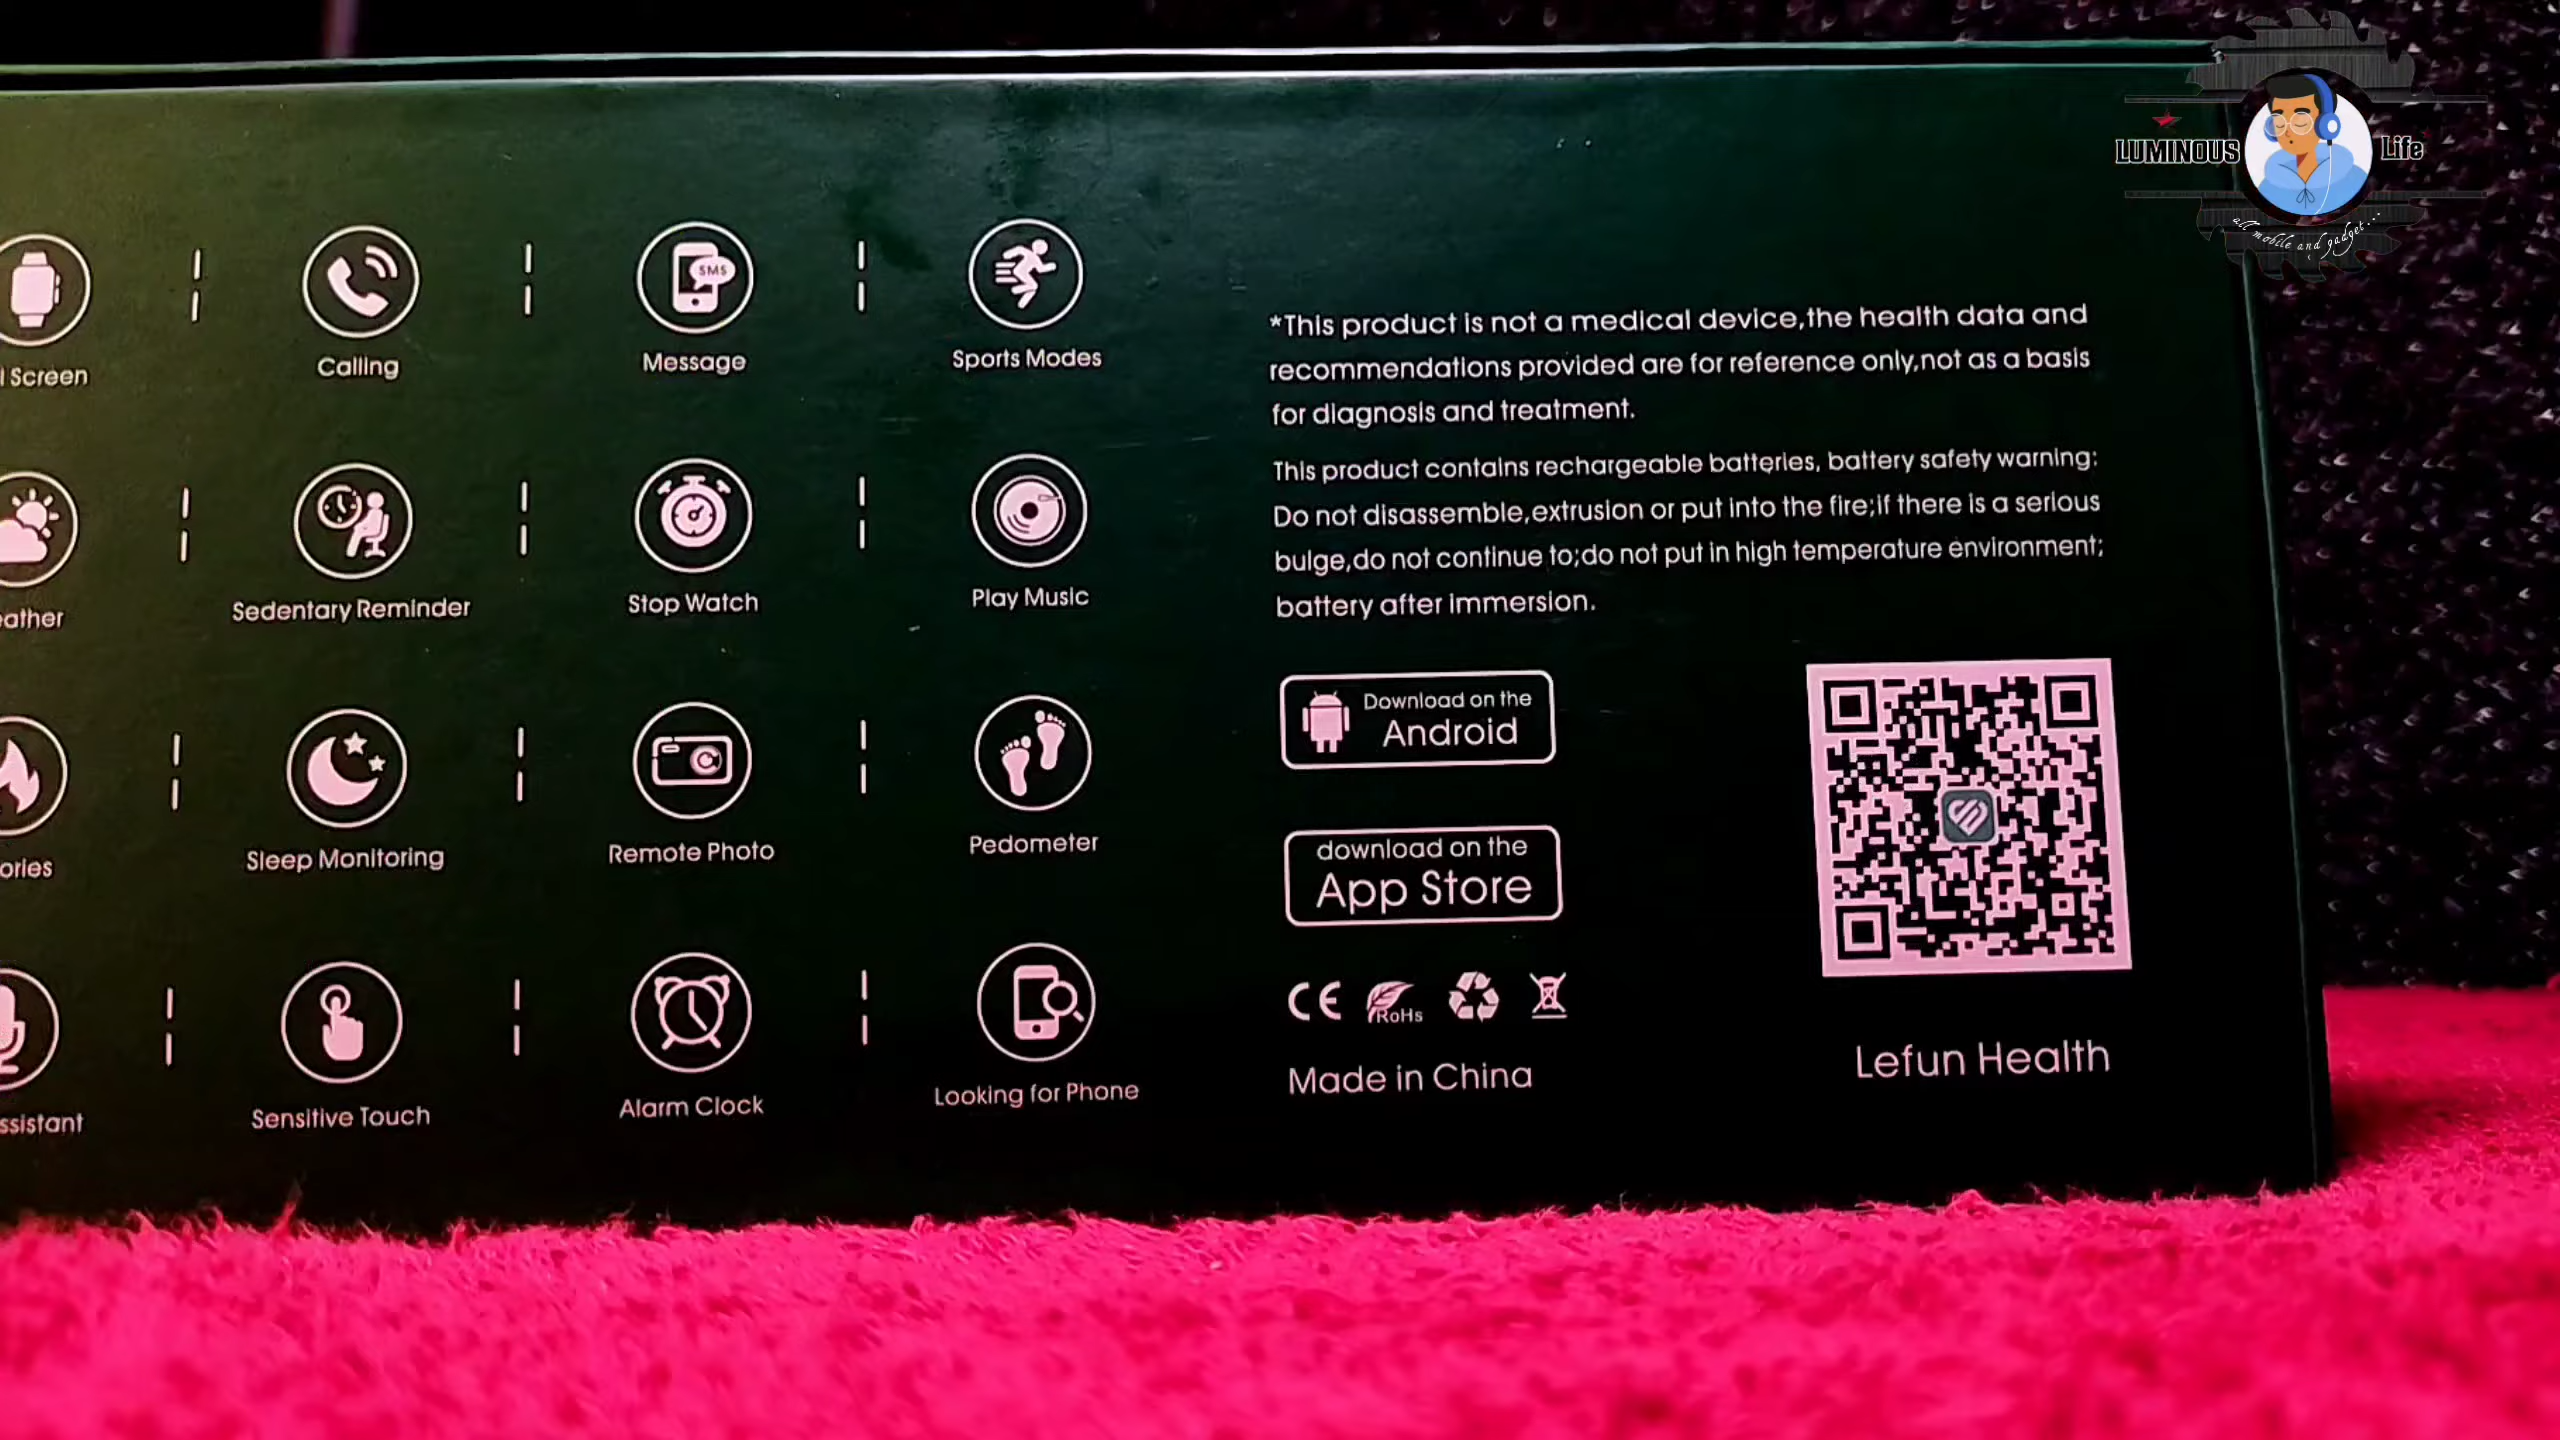 LUMINOUS Life
all mobile and gadget...
l Screen
Calling
SMS
Message
Sports Modes
ather
Sedentary Reminder
Stop Watch
Play Music
ories
Sleep Monitoring
Remote Photo
Pedometer
ssistant
Sensitive Touch
Alarm Clock
Looking for Phone
*This product is not a medical device,the health data and
recommendations provided are for reference only,not as a basis
for diagnosis and treatment.
This product contains rechargeable batteries, battery safety warning:
Do not disassemble,extrusion or put into the fire;if there is a serious
bulge,do not continue to;do not put in high temperature environment;
battery after immersion.
Download on the
Android
download on the
App Store
CE RoHs
Made in China
Lefun Health